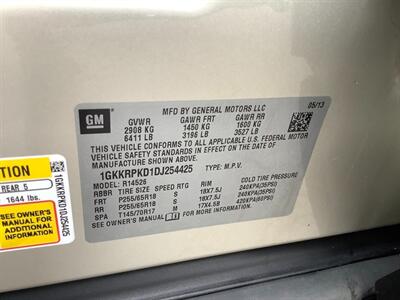 MFD BY GENERAL MOTORS LLC
05/13
GM
GVWR GAWR FRT GAWR RR
2908 KG 1450 KG 1600 KG
6411 LB 3196 LB 3527 LB
THIS VEHICLE CONFORMS TO ALL APPLICABLE U.S. FEDERAL MOTOR
VEHICLE SAFETY STANDARDS IN EFFECT ON THE DATE OF
MANUFACTURE SHOWN ABOVE.
1GKKRPKD1DJ254425 TYPE: M.P.V.
MODEL: R14526
RBBR TIRE SIZE SPEED RTG RIM COLD TIRE PRESSURE
FRT P255/65R18 S 18X7.5J 240KPA(35PSI)
RR P255/65R18 S 18X7.5J 240KPA(35PSI)
SPA T145/70R17 M 17X4.5B 420KPA(60PSI)
SEE OWNER'S MANUAL FOR ADDITIONAL INFORMATION.
TION
REAR 5
1644 lbs.
SEE OWNER'S
MANUAL FOR
ADDITIONAL
INFORMATION
1GKKRPKD1DJ254425